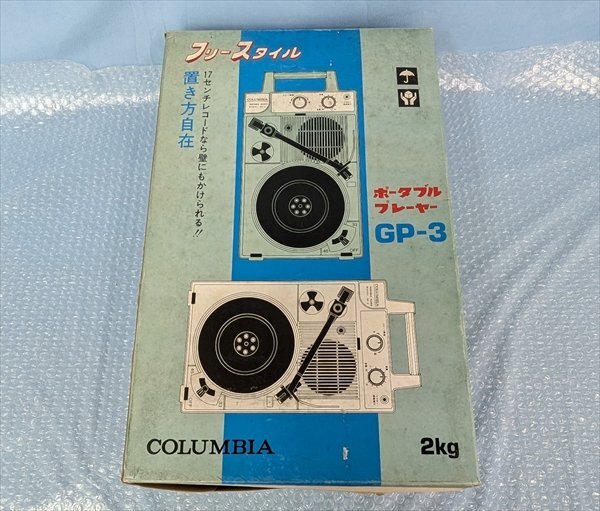 フリースタイル
17センチレコードなら壁にもかけられる!!
置き方自在
COLUMBIA
ポータブル
プレーヤー
GP-3
COLUMBIA
COLUMBIA
2kg